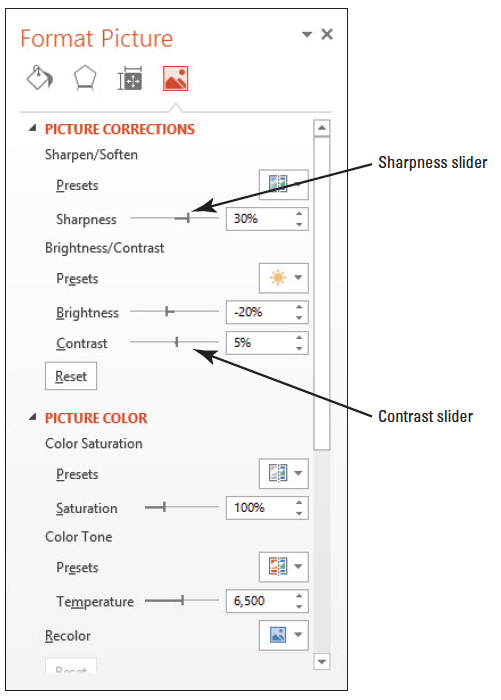 Format Picture
PICTURE CORRECTIONS
Sharpen/Soften
Sharpness slider
Presets
Sharpness 30%
Brightness/Contrast
Presets
Brightness -20%
Contrast 5%
Reset
Contrast slider
PICTURE COLOR
Color Saturation
Presets
Saturation 100%
Color Tone
Presets
Temperature 6,500
Recolor
Reset